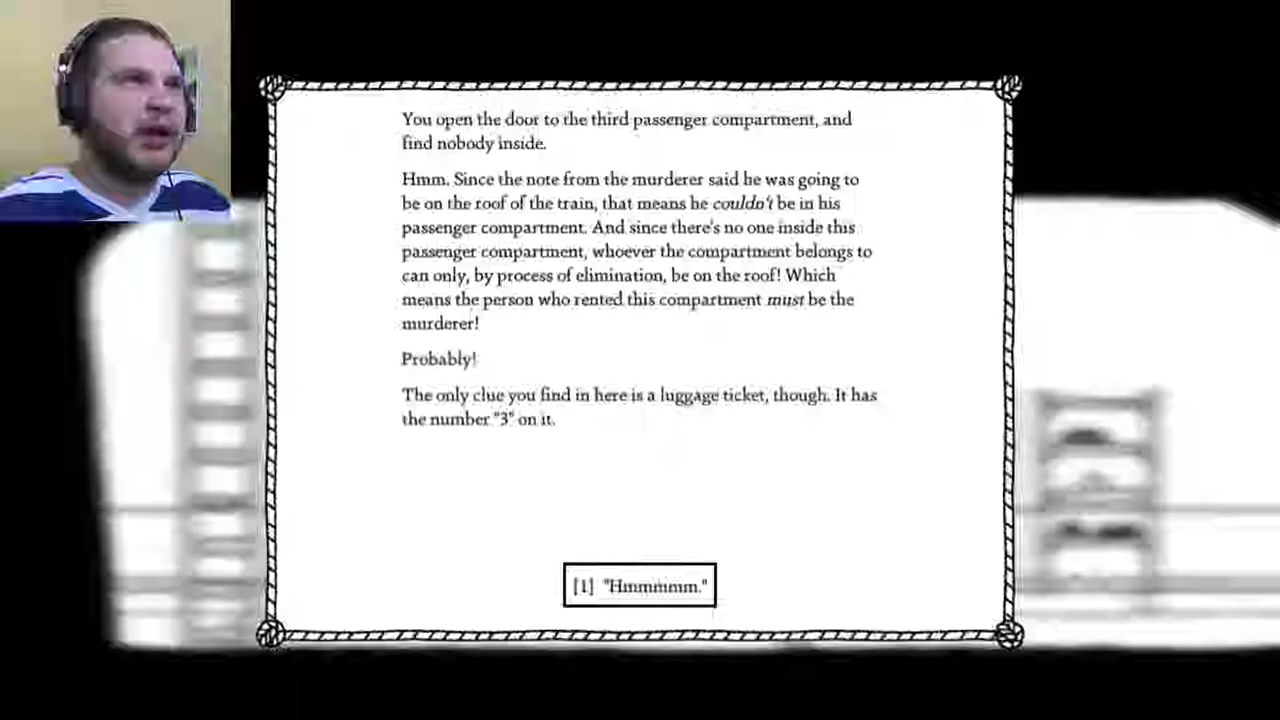 You open the door to the third passenger compartment, and
find nobody inside.
Hmm. Since the note from the murderer said he was going to
be on the roof of the train, that means he couldn't be in his
passenger compartment. And since there's no one inside this
passenger compartment, whoever the compartment belongs to
can only, by process of elimination, be on the roof! Which
means the person who rented this compartment must be the
murderer!
Probably!
The only clue you find in here is a luggage ticket, though. It has
the number "3" on it.
[1] "Hmmmmm."